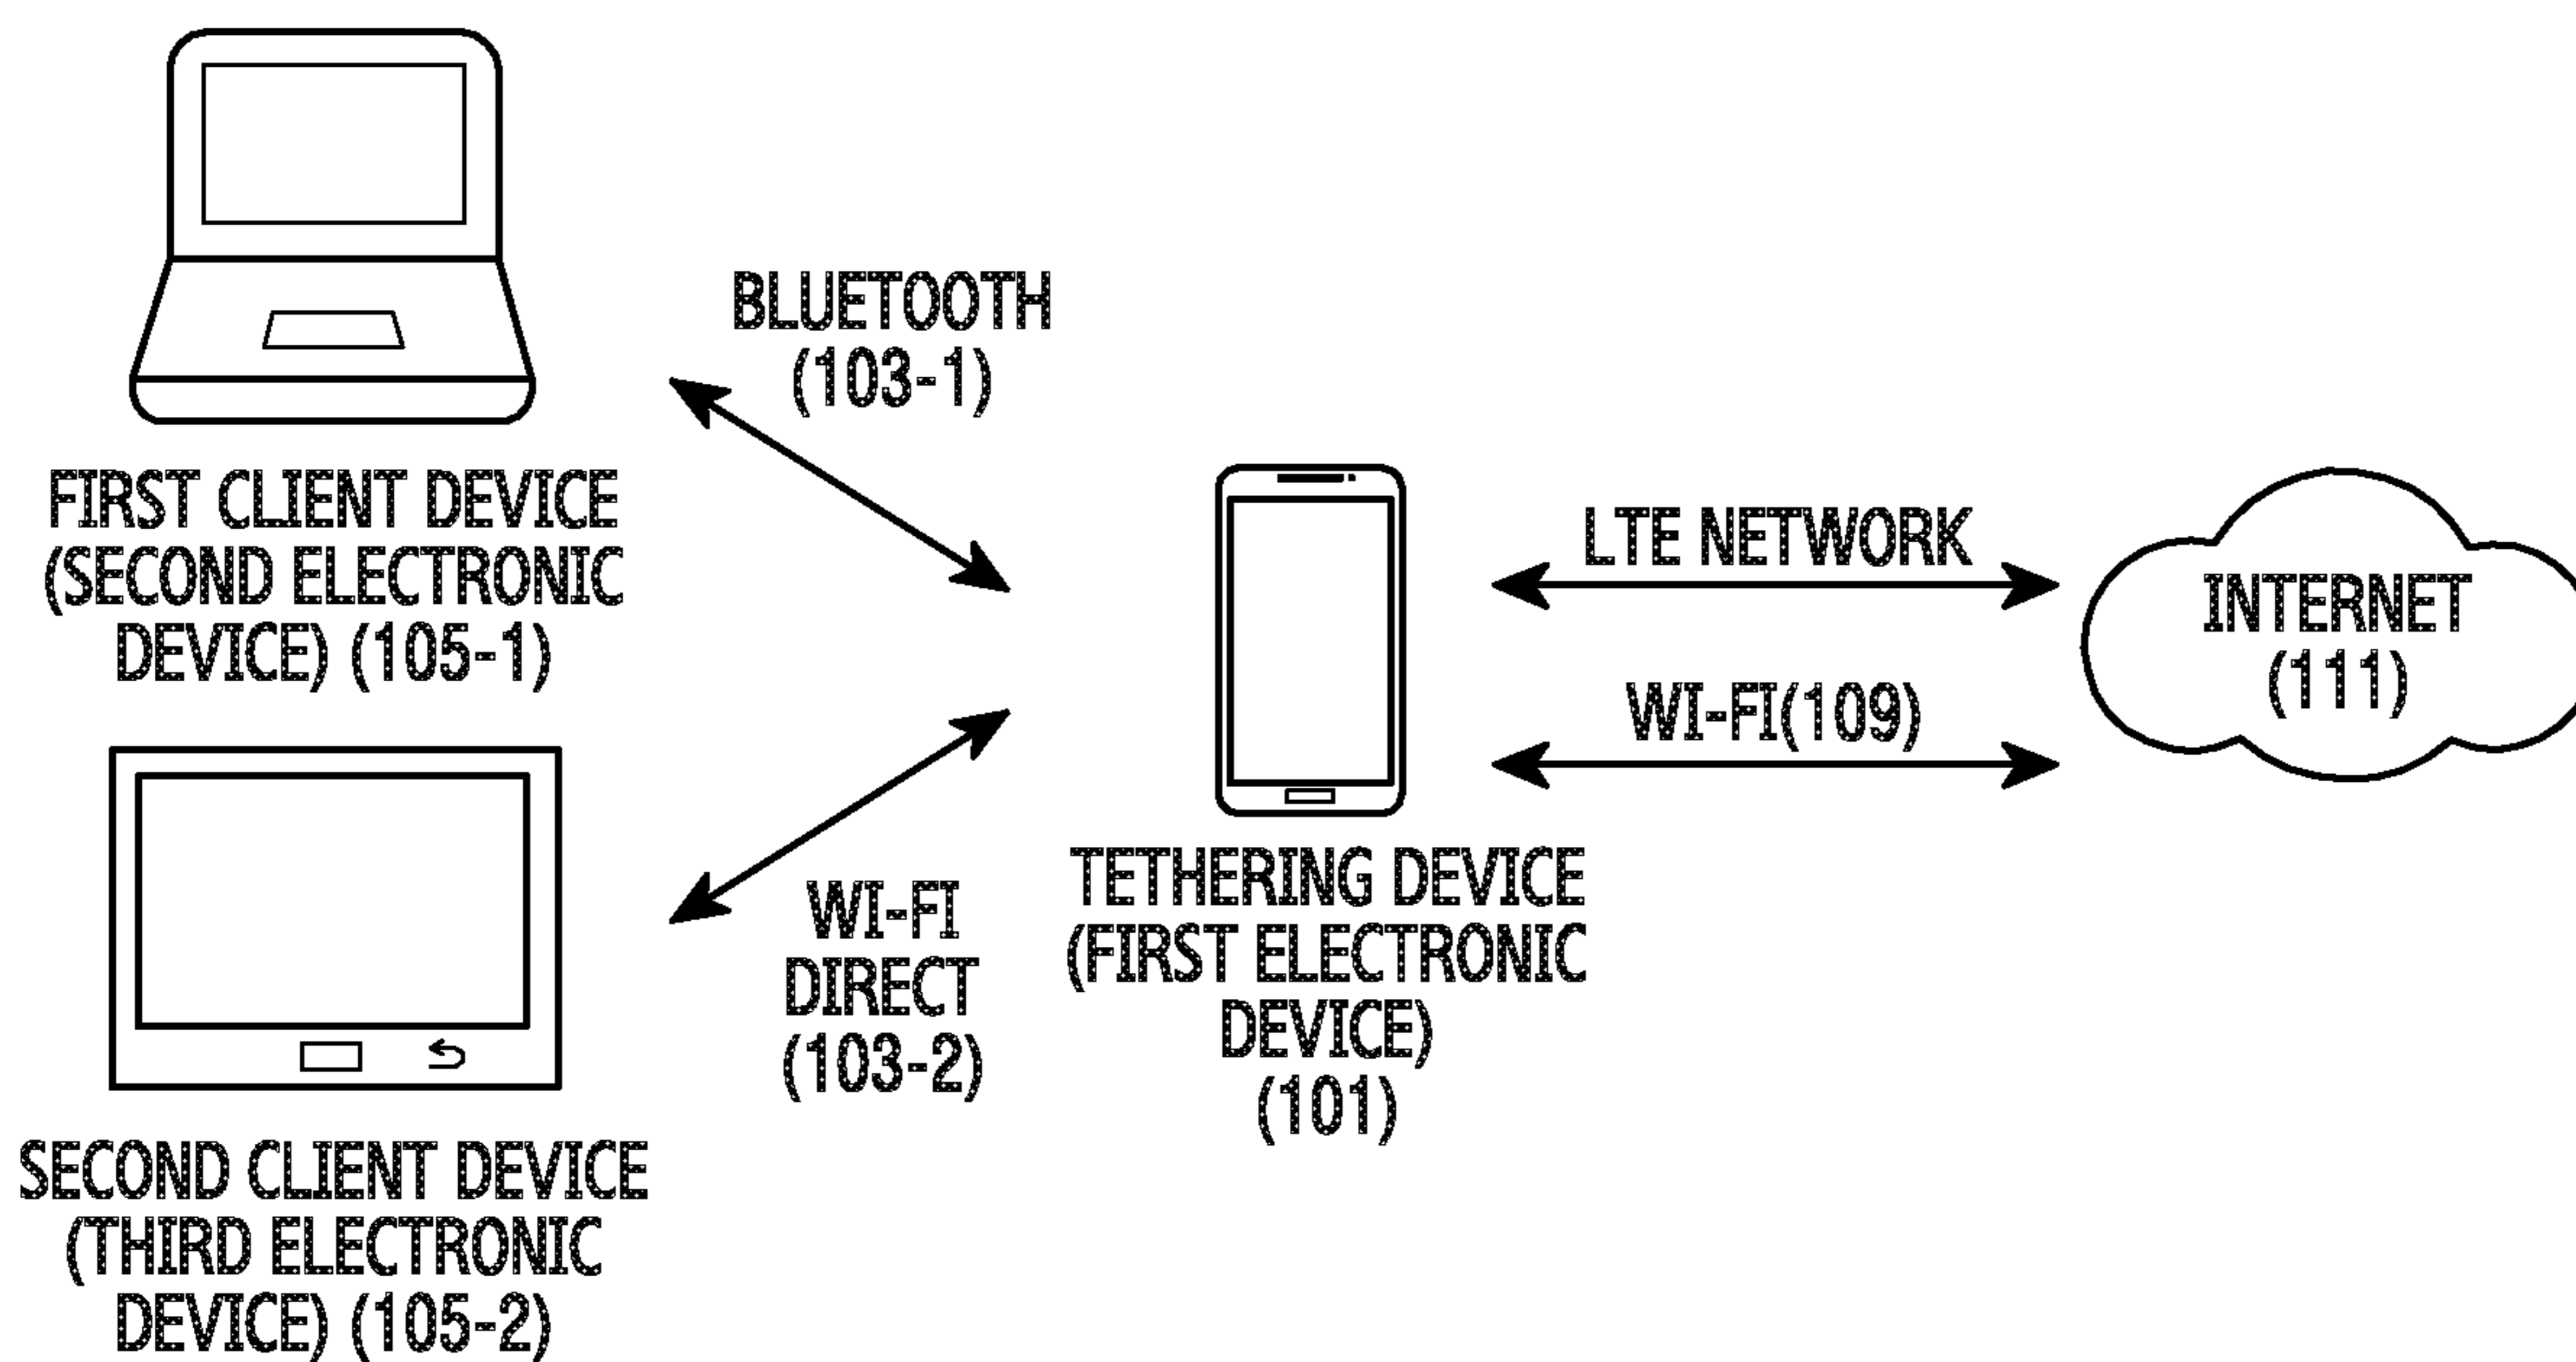 BLUETOOTH
(103-1)
FIRST CLIENT DEVICE
(SECOND ELECTRONIC
DEVICE) (105-1)
LTE NETWORK
INTERNET
(111)
WI-FI(109)
WI-FI
DIRECT
(103-2)
TETHERING DEVICE
(FIRST ELECTRONIC
DEVICE)
(101)
SECOND CLIENT DEVICE
(THIRD ELECTRONIC
DEVICE) (105-2)